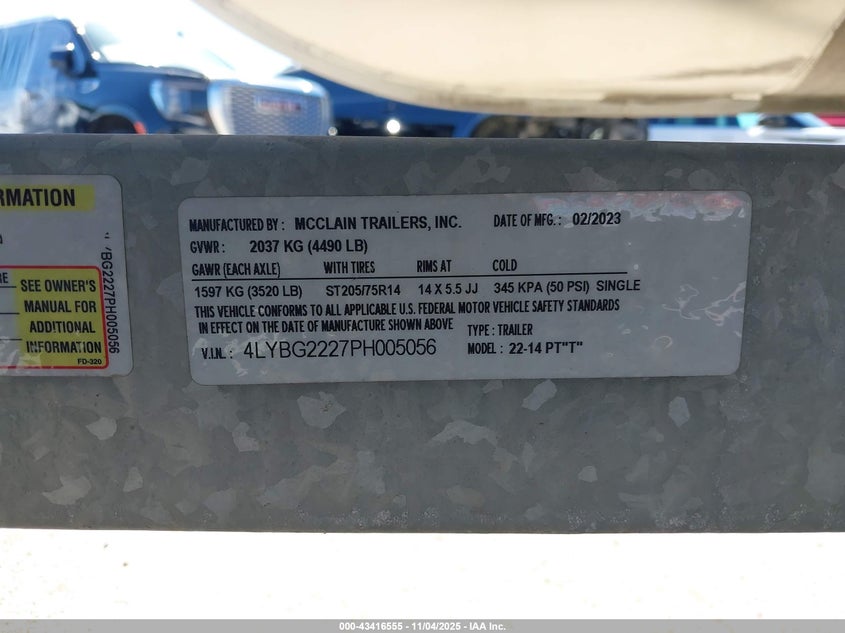 GMC
RMATION
SEE OWNER'S
MANUAL FOR
ADDITIONAL
INFORMATION
FD-320
BG2227PH005056
MANUFACTURED BY : MCCLAIN TRAILERS, INC. DATE OF MFG. : 02/2023
GVWR : 2037 KG (4490 LB)
GAWR (EACH AXLE) WITH TIRES RIMS AT COLD
1597 KG (3520 LB) ST205/75R14 14 X 5.5 JJ 345 KPA (50 PSI) SINGLE
THIS VEHICLE CONFORMS TO ALL APPLICABLE U.S. FEDERAL MOTOR VEHICLE SAFETY STANDARDS
IN EFFECT ON THE DATE OF MANUFACTURE SHOWN ABOVE
TYPE : TRAILER
V.I.N. : 4LYBG2227PH005056 MODEL : 22-14 PT"T"
000-43416555 - 11/04/2025 - IAA Inc.